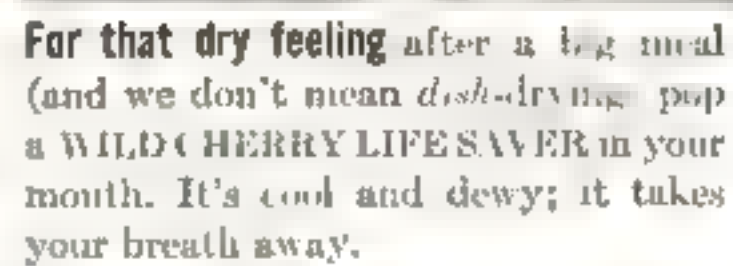 For that dry feeling after a big meal
(and we don't mean dish-drying pop
a WILD CHERRY LIFE SAVER in your
mouth. It's cool and dewy; it takes
your breath away.